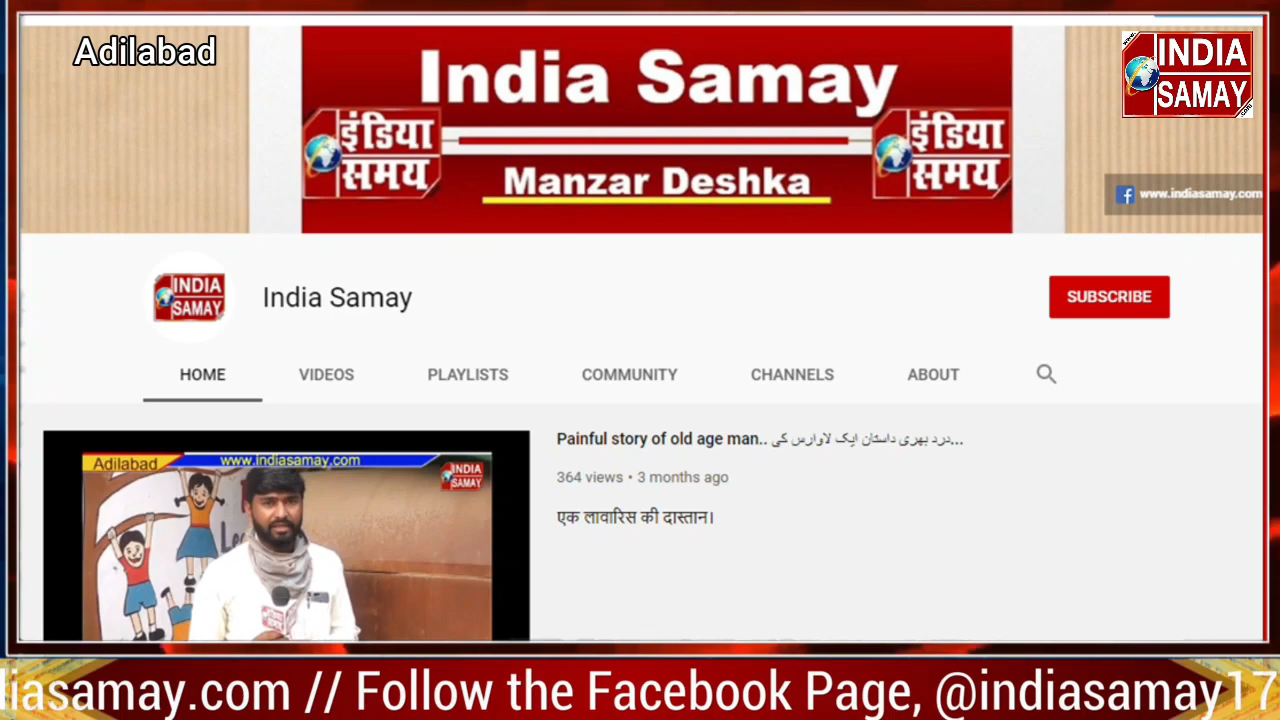 Adilabad
India Samay
INDIA
SAMAY
इंडिया
समय
इंडिया
समय
Manzar Deshka
www.indiasamay.com
INDIA
SAMAY
India Samay
SUBSCRIBE
HOME VIDEOS PLAYLISTS COMMUNITY CHANNELS ABOUT
Painful story of old age man.. درد بھری داستان ایک لاوارس کی...
364 views • 3 months ago
एक लावारिस की दास्तान।
Adilabad www.indiasamay.com
INDIA
SAMAY
diasamay.com // Follow the Facebook Page, @indiasamay17